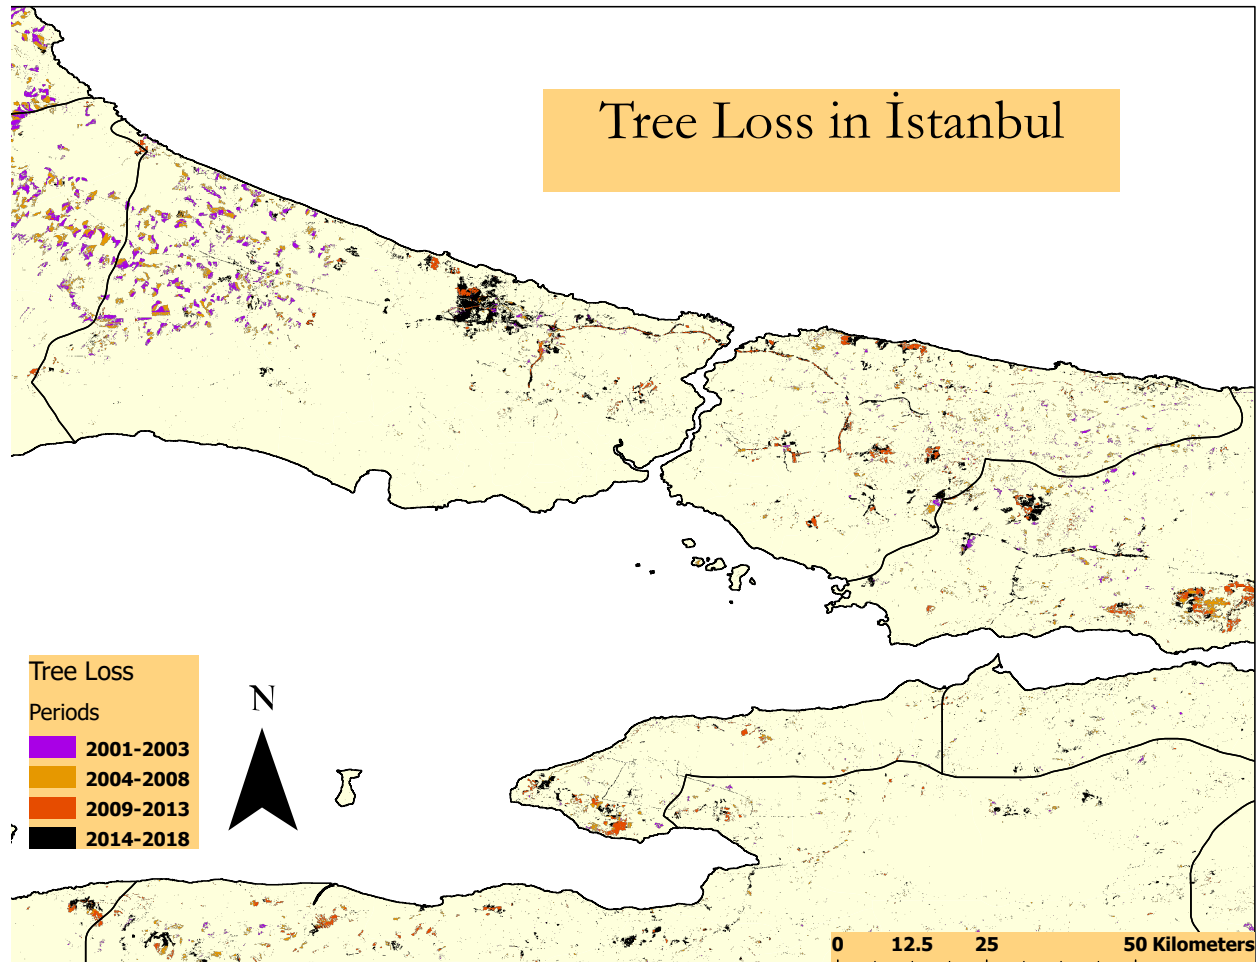 Tree Loss in İstanbul
Tree Loss
Periods
2001-2003
2004-2008
2009-2013
2014-2018
N
0 12.5 25 50 Kilometers